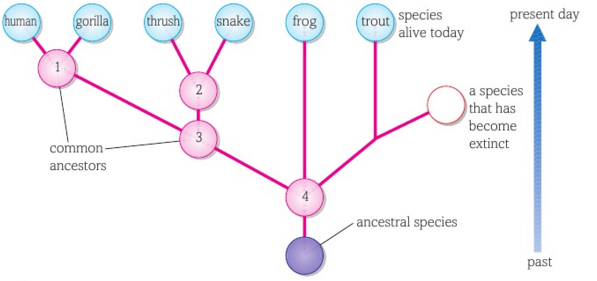 human
gorilla
thrush
snake
frog
trout
species
alive today
present day
1
2
a species
that has
become
extinct
3
common
ancestors
4
ancestral species
past